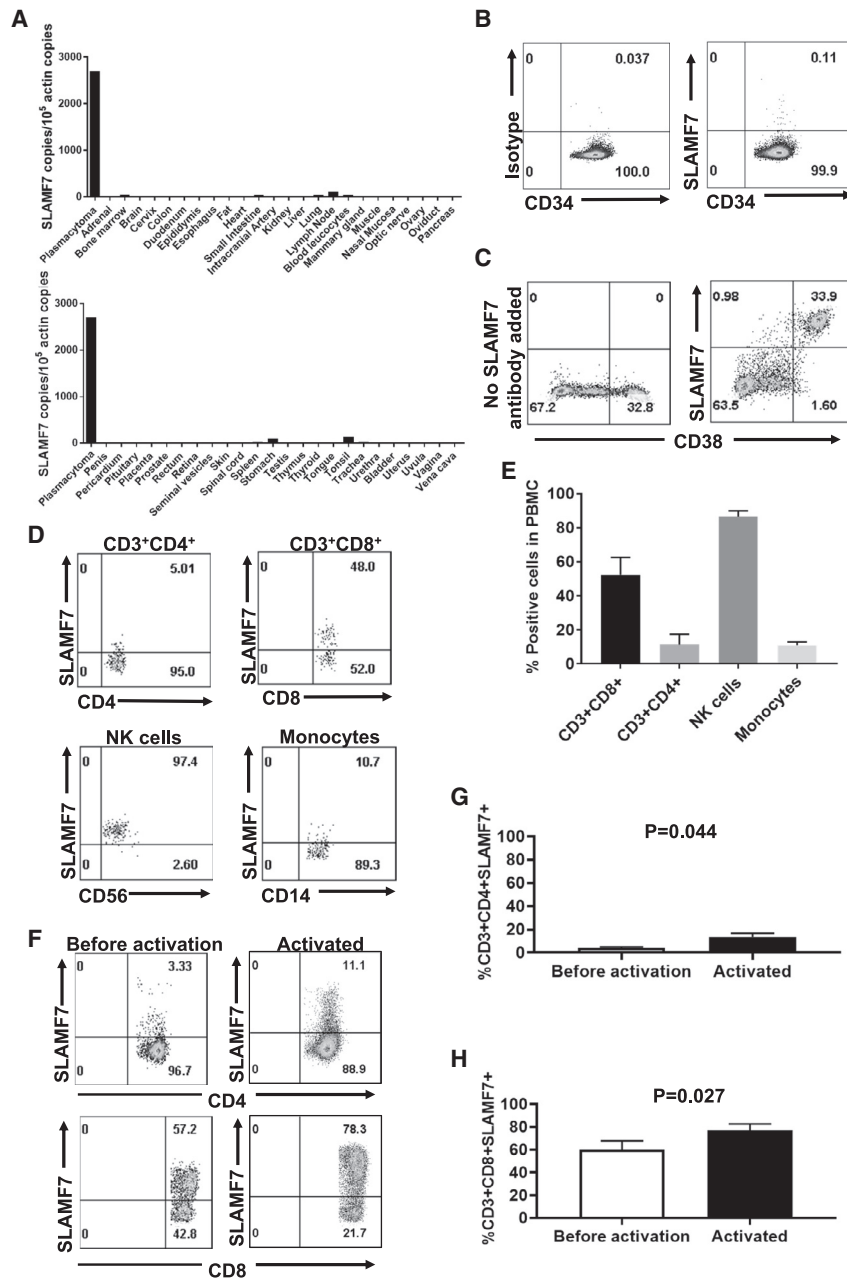 A
SLAMF7 copies/10⁵ actin copies
3000
2000
1000
0
Plasmacytoma
Adrenal
Bone marrow
Brain
Cervix
Colon
Duodenum
Epididymis
Esophagus
Fat
Heart
Small Intestine
Intracranial Artery
Kidney
Liver
Lung
Lymph Node
Blood leucocytes
Mammary gland
Muscle
Nasal Mucosa
Optic nerve
Ovary
Oviduct
Pancreas
SLAMF7 copies/10⁵ actin copies
3000
2000
1000
0
Plasmacytoma
Penis
Pericardium
Pituitary
Placenta
Prostate
Rectum
Retina
Seminal vesicles
Skin
Spinal cord
Spleen
Stomach
Testis
Thymus
Thyroid
Tongue
Tonsil
Trachea
Urethra
Bladder
Uterus
Uvula
Vagina
Vena cava
B
Isotype
0 0.037
0 100.0
CD34
SLAMF7
0 0.11
0 99.9
CD34
C
No SLAMF7
antibody added
0 0
67.2 32.8
SLAMF7
0.98 33.9
63.5 1.60
CD38
D
CD3⁺CD4⁺
SLAMF7
0 5.01
0 95.0
CD4
CD3⁺CD8⁺
SLAMF7
0 48.0
0 52.0
CD8
NK cells
SLAMF7
0 97.4
0 2.60
CD56
Monocytes
SLAMF7
0 10.7
0 89.3
CD14
E
% Positive cells in PBMC
100
80
60
40
20
0
CD3+CD8+
CD3+CD4+
NK cells
Monocytes
F
Before activation
Activated
SLAMF7
0 3.33
0 96.7
SLAMF7
0 11.1
0 88.9
CD4
SLAMF7
0 57.2
0 42.8
SLAMF7
0 78.3
0 21.7
CD8
G
%CD3+CD4+SLAMF7+
100
80
60
40
20
0
P=0.044
Before activation
Activated
H
%CD3+CD8+SLAMF7+
100
80
60
40
20
0
P=0.027
Before activation
Activated